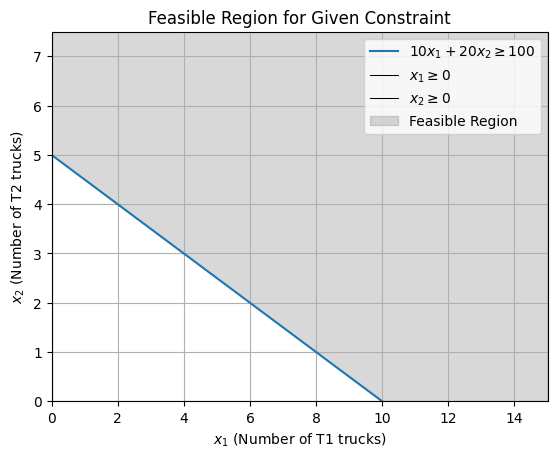 Feasible Region for Given Constraint
10x₁ + 20x₂ ≥ 100
x₁ ≥ 0
x₂ ≥ 0
Feasible Region
x₂ (Number of T2 trucks)
7
6
5
4
3
2
1
0
0 2 4 6 8 10 12 14
x₁ (Number of T1 trucks)